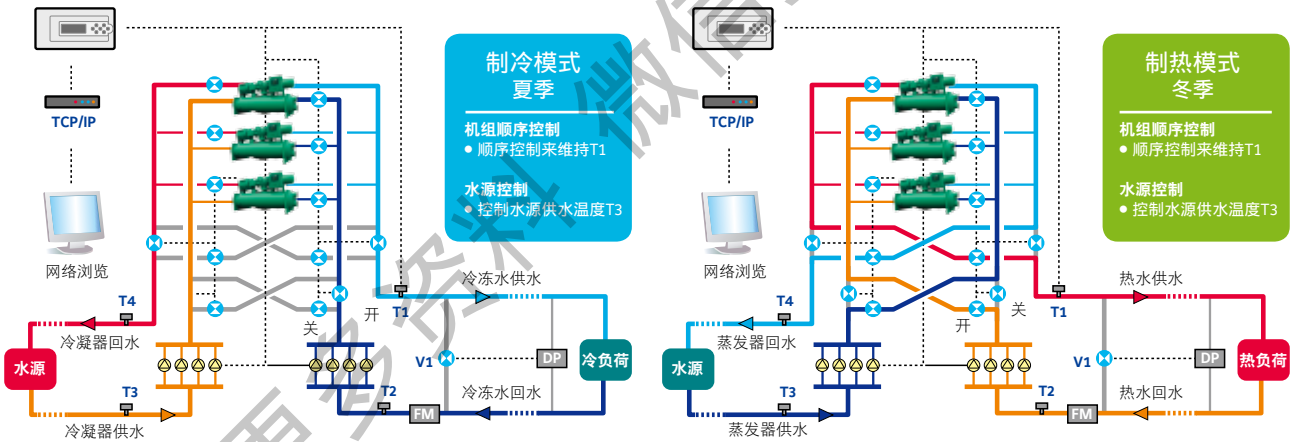 TCP/IP
网络浏览
制冷模式
夏季
机组顺序控制
● 顺序控制来维持T1
水源控制
● 控制水源供水温度T3
T4
冷凝器回水
水源
T3
冷凝器供水
关
开
T1
冷冻水供水
V1
DP
冷负荷
T2
FM
冷冻水回水
TCP/IP
网络浏览
制热模式
冬季
机组顺序控制
● 顺序控制来维持T1
水源控制
● 控制水源供水温度T3
T4
蒸发器回水
水源
T3
蒸发器供水
开
关
T1
热水供水
V1
DP
热负荷
T2
FM
热水回水
更多资料 微信